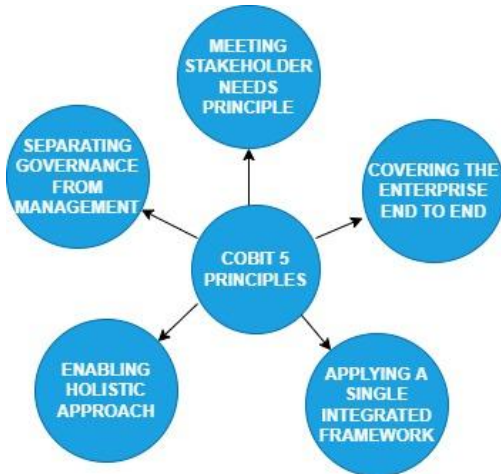 MEETING
STAKEHOLDER
NEEDS
PRINCIPLE
SEPARATING
GOVERNANCE
FROM
MANAGEMENT
COVERING THE
ENTERPRISE
END TO END
COBIT 5
PRINCIPLES
ENABLING
HOLISTIC
APPROACH
APPLYING A
SINGLE
INTEGRATED
FRAMEWORK